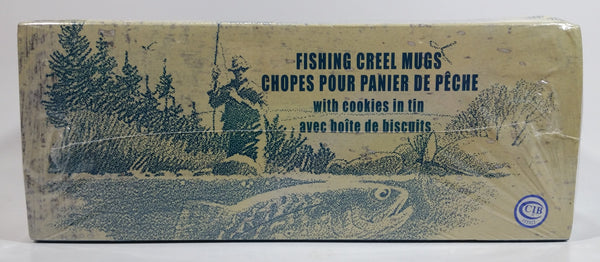 FISHING CREEL MUGS
CHOPES POUR PANIER DE PÊCHE
with cookies in tin
avec boîte de biscuits
CIB